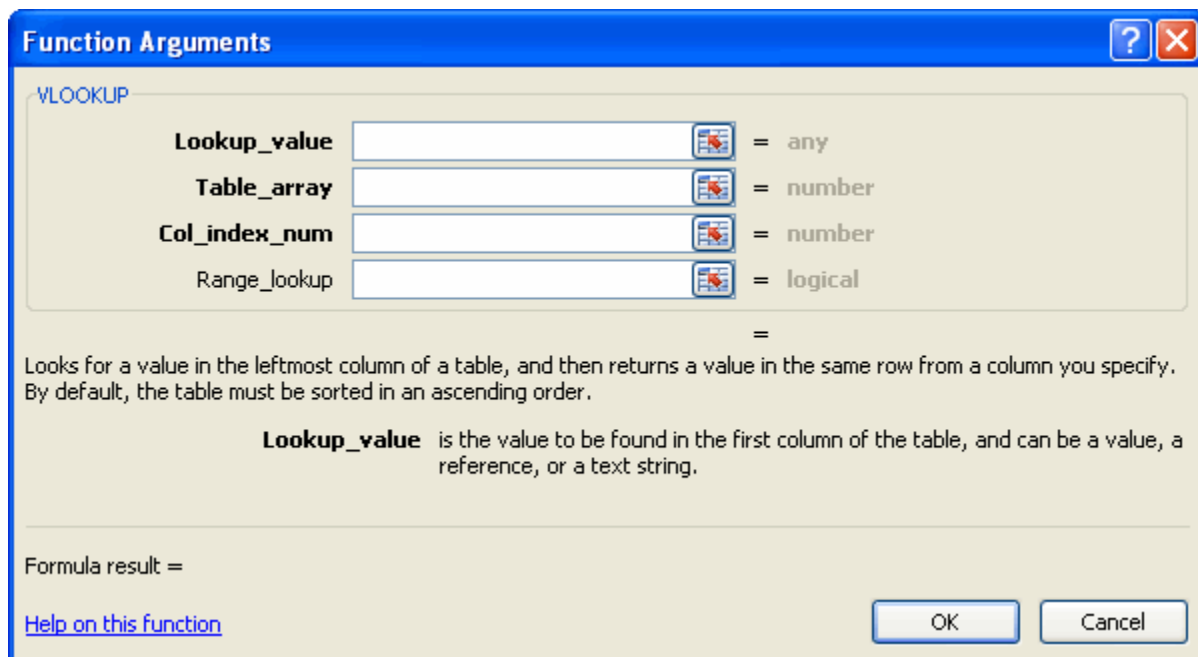 Function Arguments
VLOOKUP
Lookup_value = any
Table_array = number
Col_index_num = number
Range_lookup = logical
=
Looks for a value in the leftmost column of a table, and then returns a value in the same row from a column you specify.
By default, the table must be sorted in an ascending order.
Lookup_value is the value to be found in the first column of the table, and can be a value, a
reference, or a text string.
Formula result =
Help on this function
OK Cancel